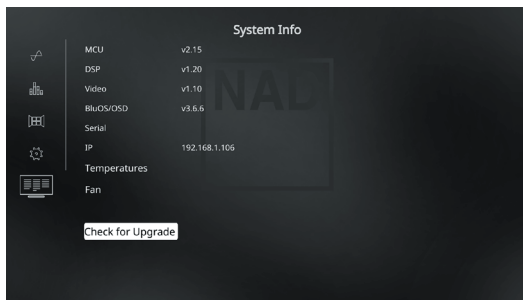 System Info
MCU v2.15
DSP v1.20
Video v1.10
BluOS/OSD v3.6.6
Serial
IP 192.168.1.106
Temperatures
Fan
Check for Upgrade
NAD